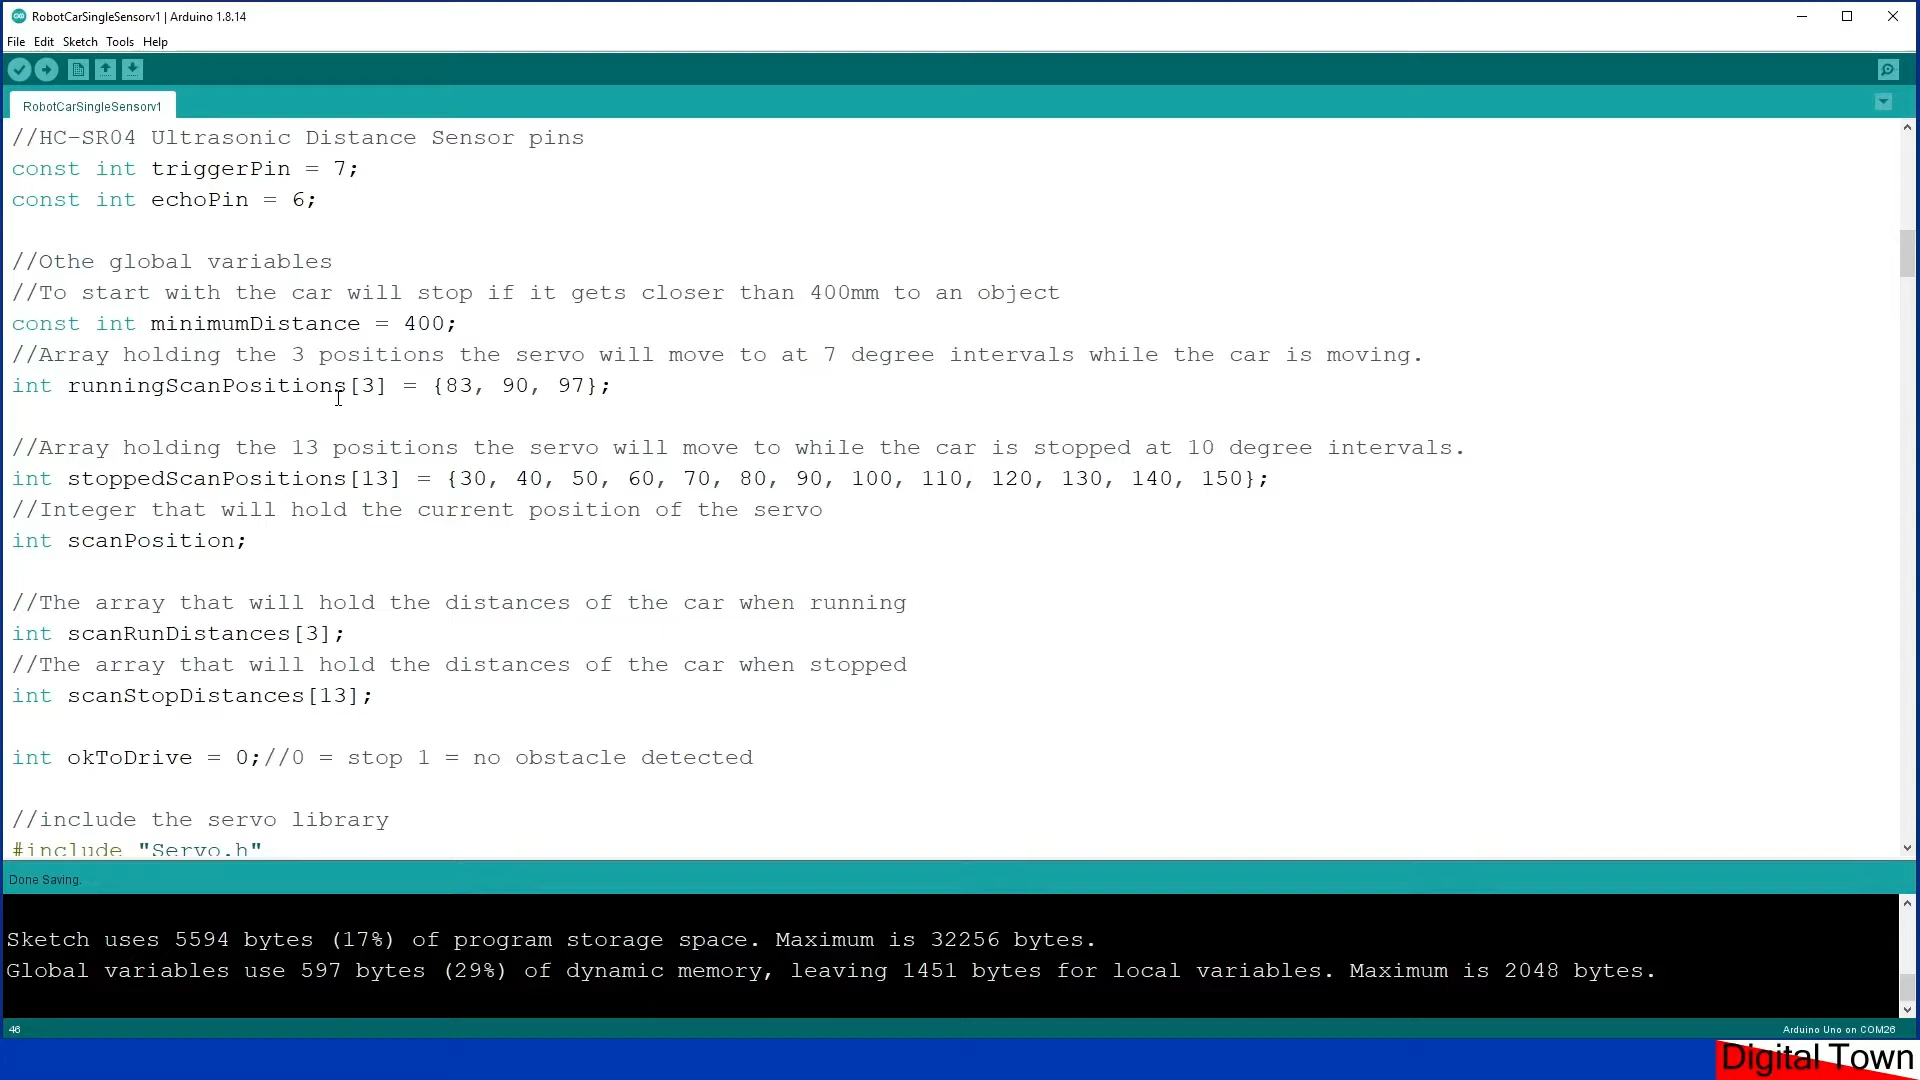 RobotCarSingleSensorv1 | Arduino 1.8.14
File Edit Sketch Tools Help
RobotCarSingleSensorv1
//HC-SR04 Ultrasonic Distance Sensor pins
const int triggerPin = 7;
const int echoPin = 6;
//Othe global variables
//To start with the car will stop if it gets closer than 400mm to an object
const int minimumDistance = 400;
//Array holding the 3 positions the servo will move to at 7 degree intervals while the car is moving.
int runningScanPositions[3] = {83, 90, 97};
//Array holding the 13 positions the servo will move to while the car is stopped at 10 degree intervals.
int stoppedScanPositions[13] = {30, 40, 50, 60, 70, 80, 90, 100, 110, 120, 130, 140, 150};
//Integer that will hold the current position of the servo
int scanPosition;
//The array that will hold the distances of the car when running
int scanRunDistances[3];
//The array that will hold the distances of the car when stopped
int scanStopDistances[13];
int okToDrive = 0;//0 = stop 1 = no obstacle detected
//include the servo library
#include "Servo.h"
Done Saving.
Sketch uses 5594 bytes (17%) of program storage space. Maximum is 32256 bytes.
Global variables use 597 bytes (29%) of dynamic memory, leaving 1451 bytes for local variables. Maximum is 2048 bytes.
46
Arduino Uno on COM26
Digital Town